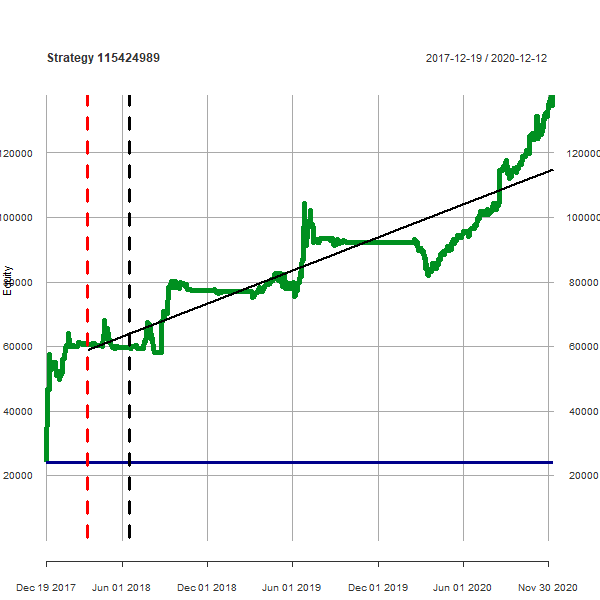 Strategy 115424989
2017-12-19 / 2020-12-12
120000
120000
100000
100000
80000
80000
Equity
60000
60000
40000
40000
20000
20000
Dec 19 2017
Jun 01 2018
Dec 01 2018
Jun 01 2019
Dec 01 2019
Jun 01 2020
Nov 30 2020